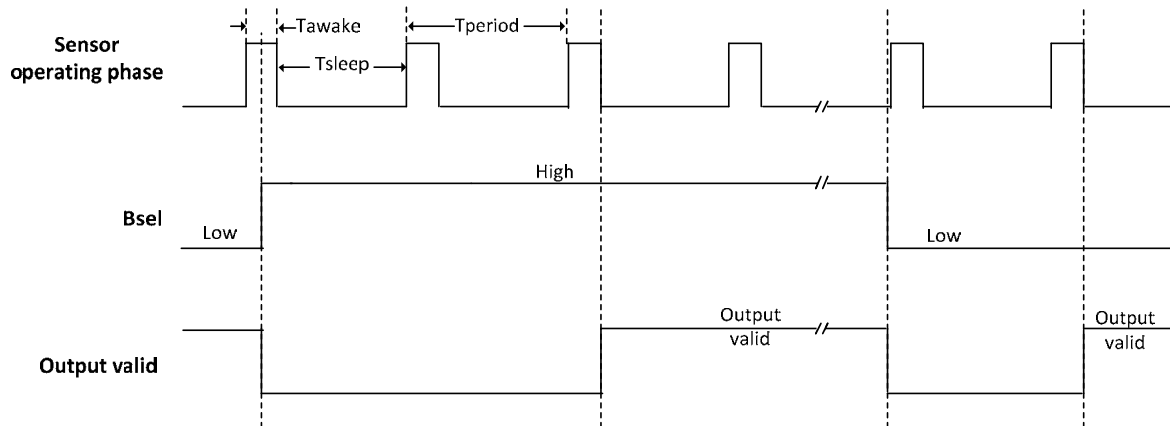 Sensor
operating phase
Tawake
Tperiod
Tsleep
Bsel
Low
High
Low
Output valid
Output
valid
Output
valid